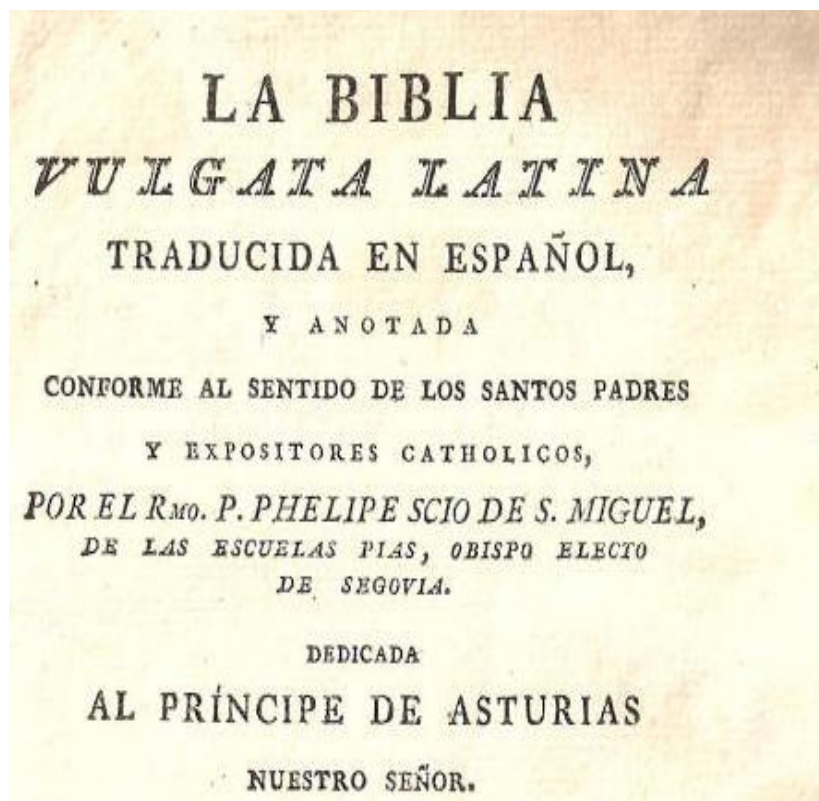 LA BIBLIA
VULGATA LATINA
TRADUCIDA EN ESPAÑOL,
Y ANOTADA
CONFORME AL SENTIDO DE LOS SANTOS PADRES
Y EXPOSITORES CATHOLICOS,
POR EL RMO. P. PHELIPE SCIO DE S. MIGUEL,
DE LAS ESCUELAS PIAS, OBISPO ELECTO
DE SEGOVIA.
DEDICADA
AL PRÍNCIPE DE ASTURIAS
NUESTRO SEÑOR.